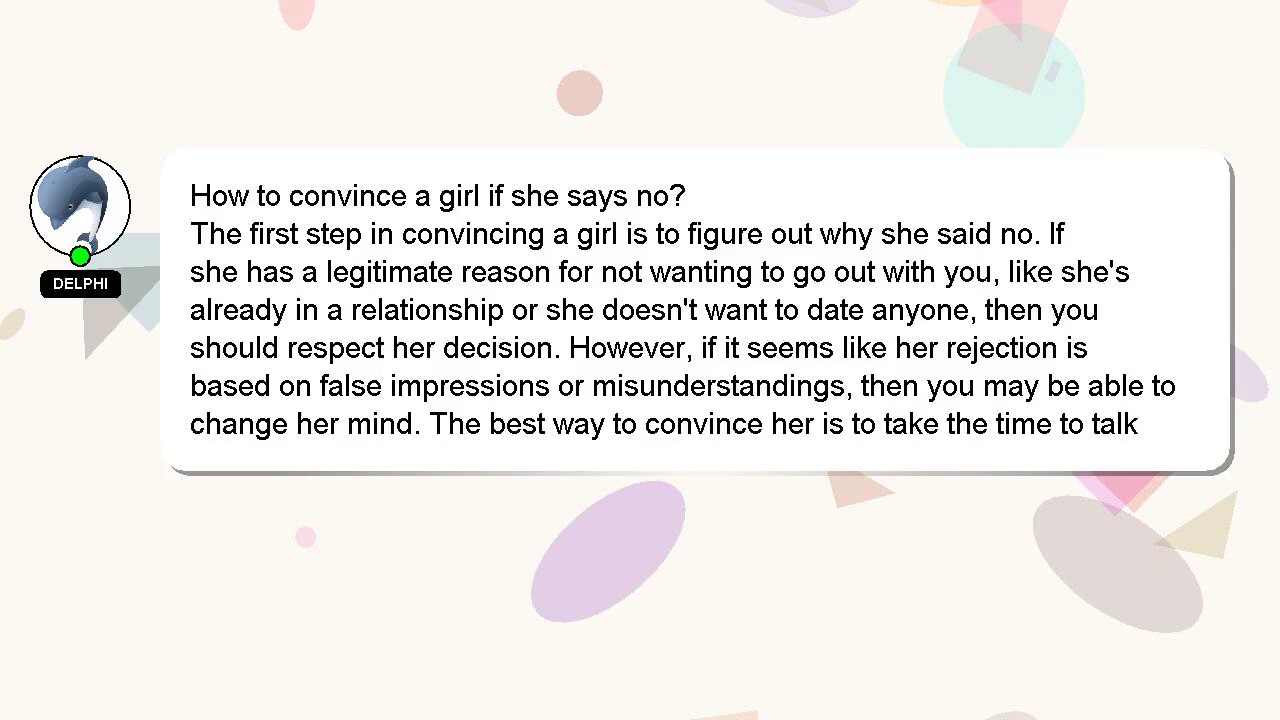 How to convince a girl if she says no?
The first step in convincing a girl is to figure out why she said no. If
she has a legitimate reason for not wanting to go out with you, like she's
already in a relationship or she doesn't want to date anyone, then you
should respect her decision. However, if it seems like her rejection is
based on false impressions or misunderstandings, then you may be able to
change her mind. The best way to convince her is to take the time to talk
DELPHI